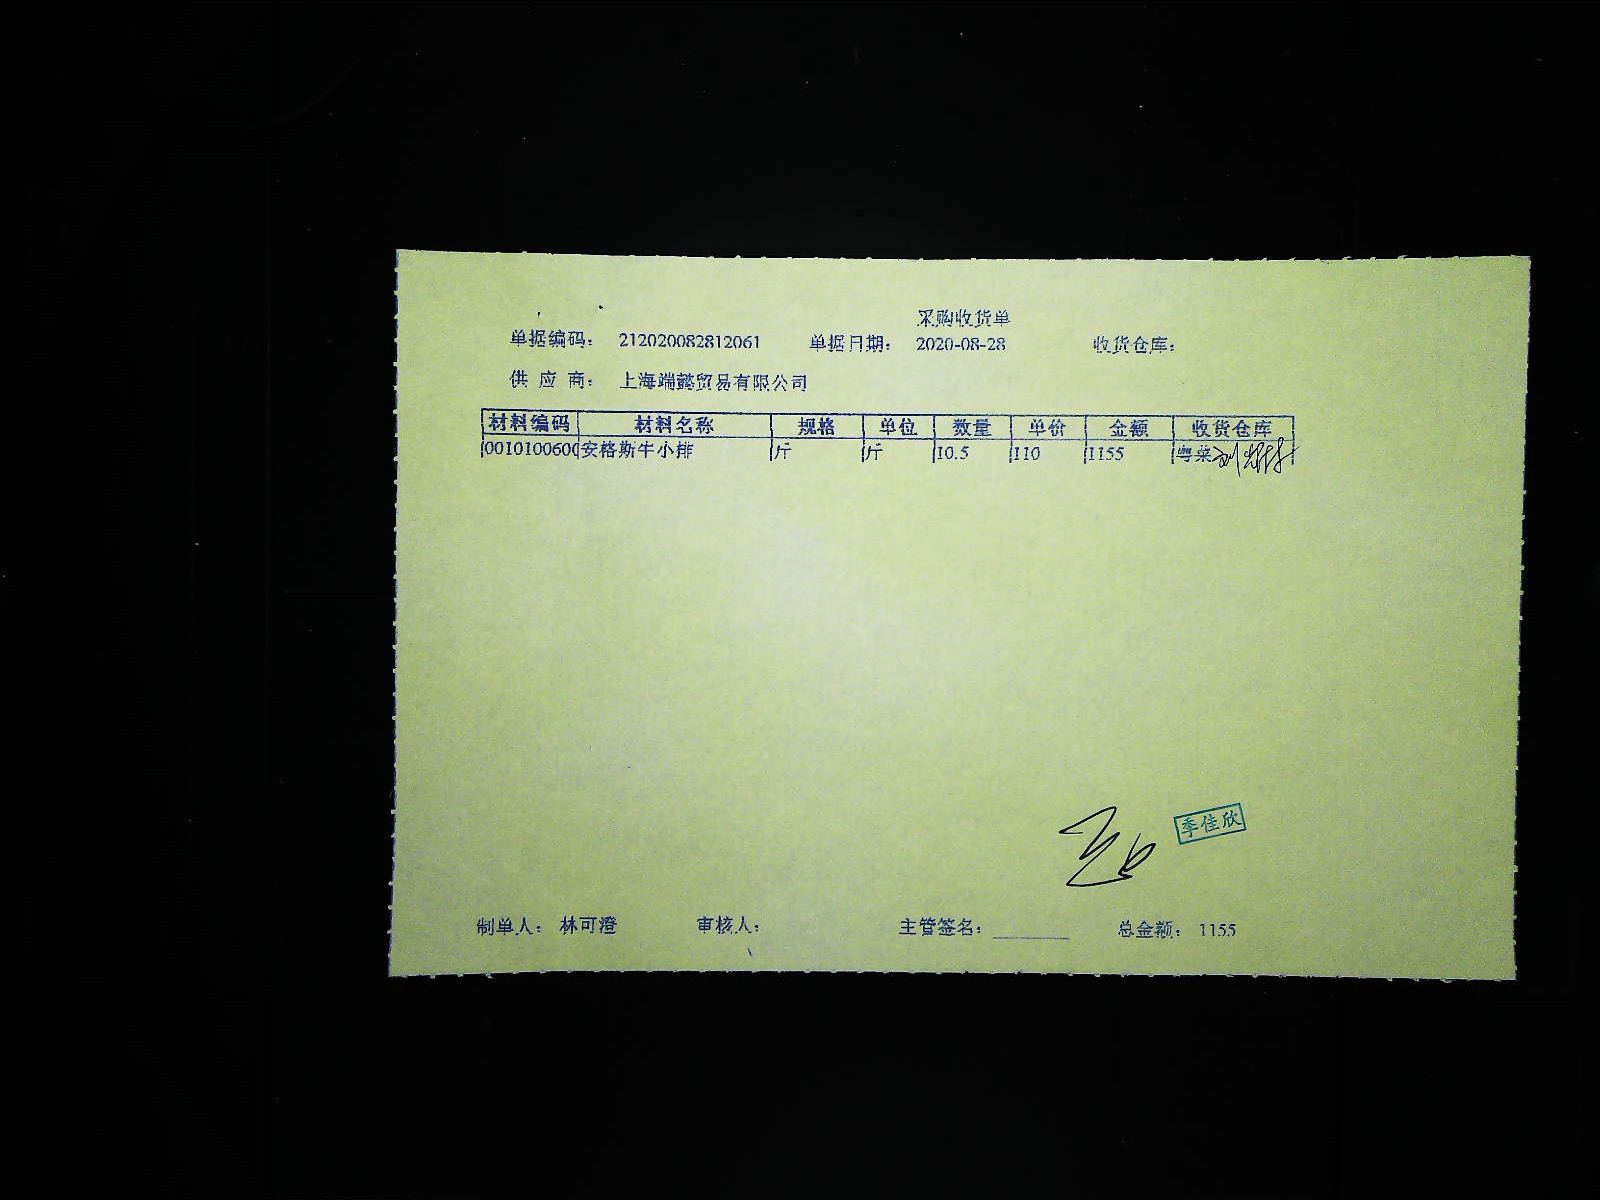 采购收货单
单据编码： 212020082812061 单据日期： 2020-08-28 收货仓库：
供 应 商： 上海端懿贸易有限公司
材料编码 材料名称 规格 单位 数量 单价 金额 收货仓库
0010100600 安格斯牛小排 斤 斤 10.5 110 1155 粤菜
季佳欣
制单人： 林可澄 审核人： 主管签名： 总金额： 1155